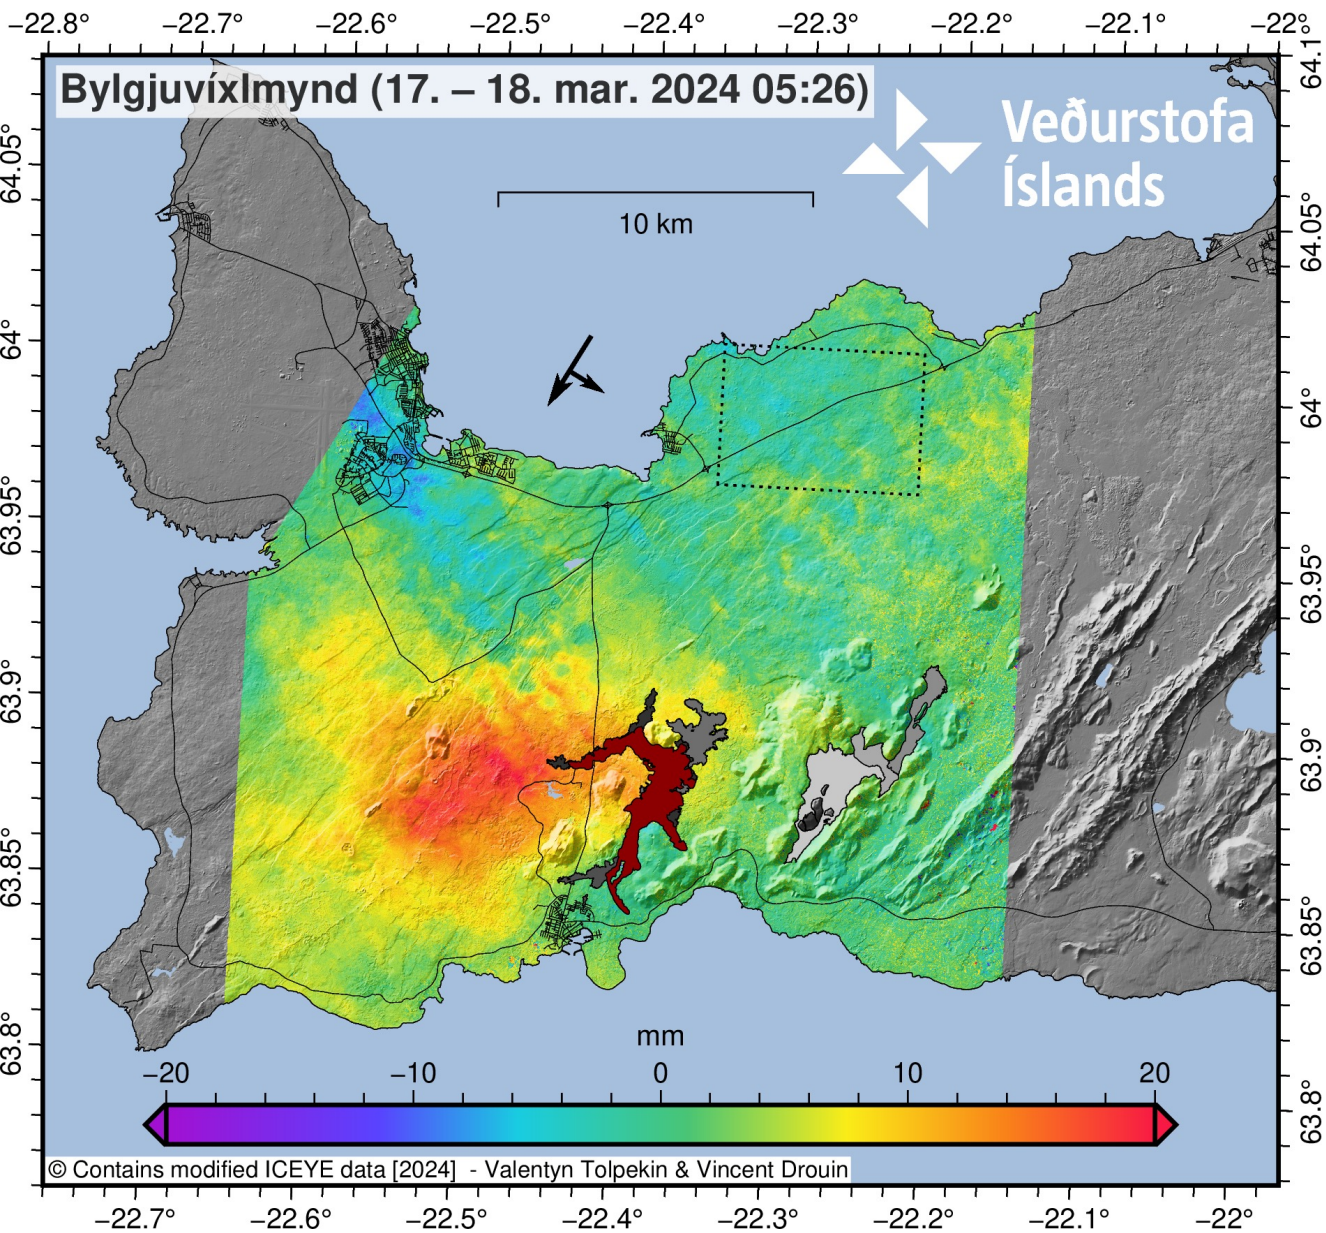 −22.8° −22.7° −22.6° −22.5° −22.4° −22.3° −22.2° −22.1° −22°
64.1°
Bylgjuvíxlmynd (17. – 18. mar. 2024 05:26)
Veðurstofa
Íslands
64.05°
10 km
64.05°
64°
64°
63.95°
63.95°
63.9°
63.9°
63.85°
63.85°
63.8°
mm
−20 −10 0 10 20
63.8°
© Contains modified ICEYE data [2024] - Valentyn Tolpekin & Vincent Drouin
−22.7° −22.6° −22.5° −22.4° −22.3° −22.2° −22.1° −22°